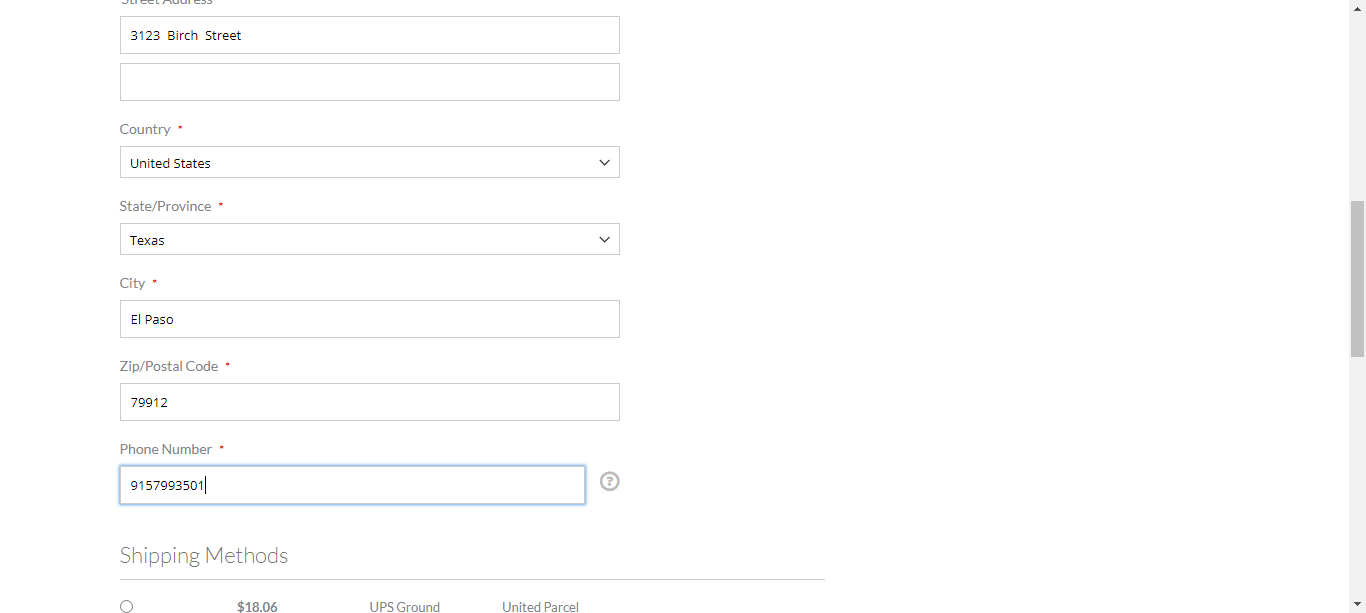 Street Address
3123  Birch  Street
Country *
United States
State/Province *
Texas
City *
El Paso
Zip/Postal Code *
79912
Phone Number *
9157993501
?
Shipping Methods
$18.06 UPS Ground United Parcel